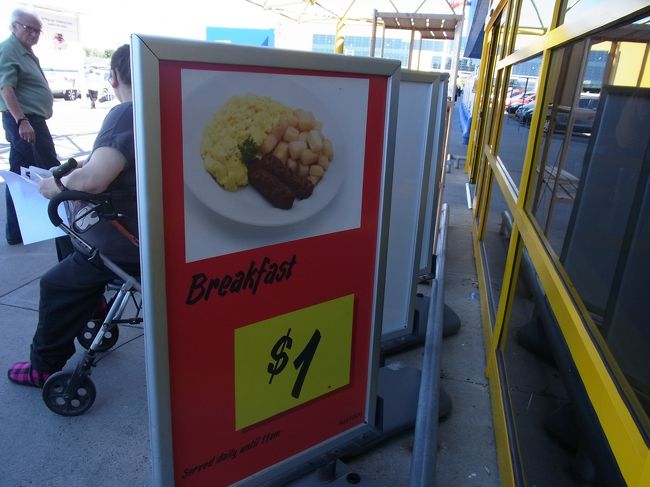 Breakfast
$1
Served daily until 11am